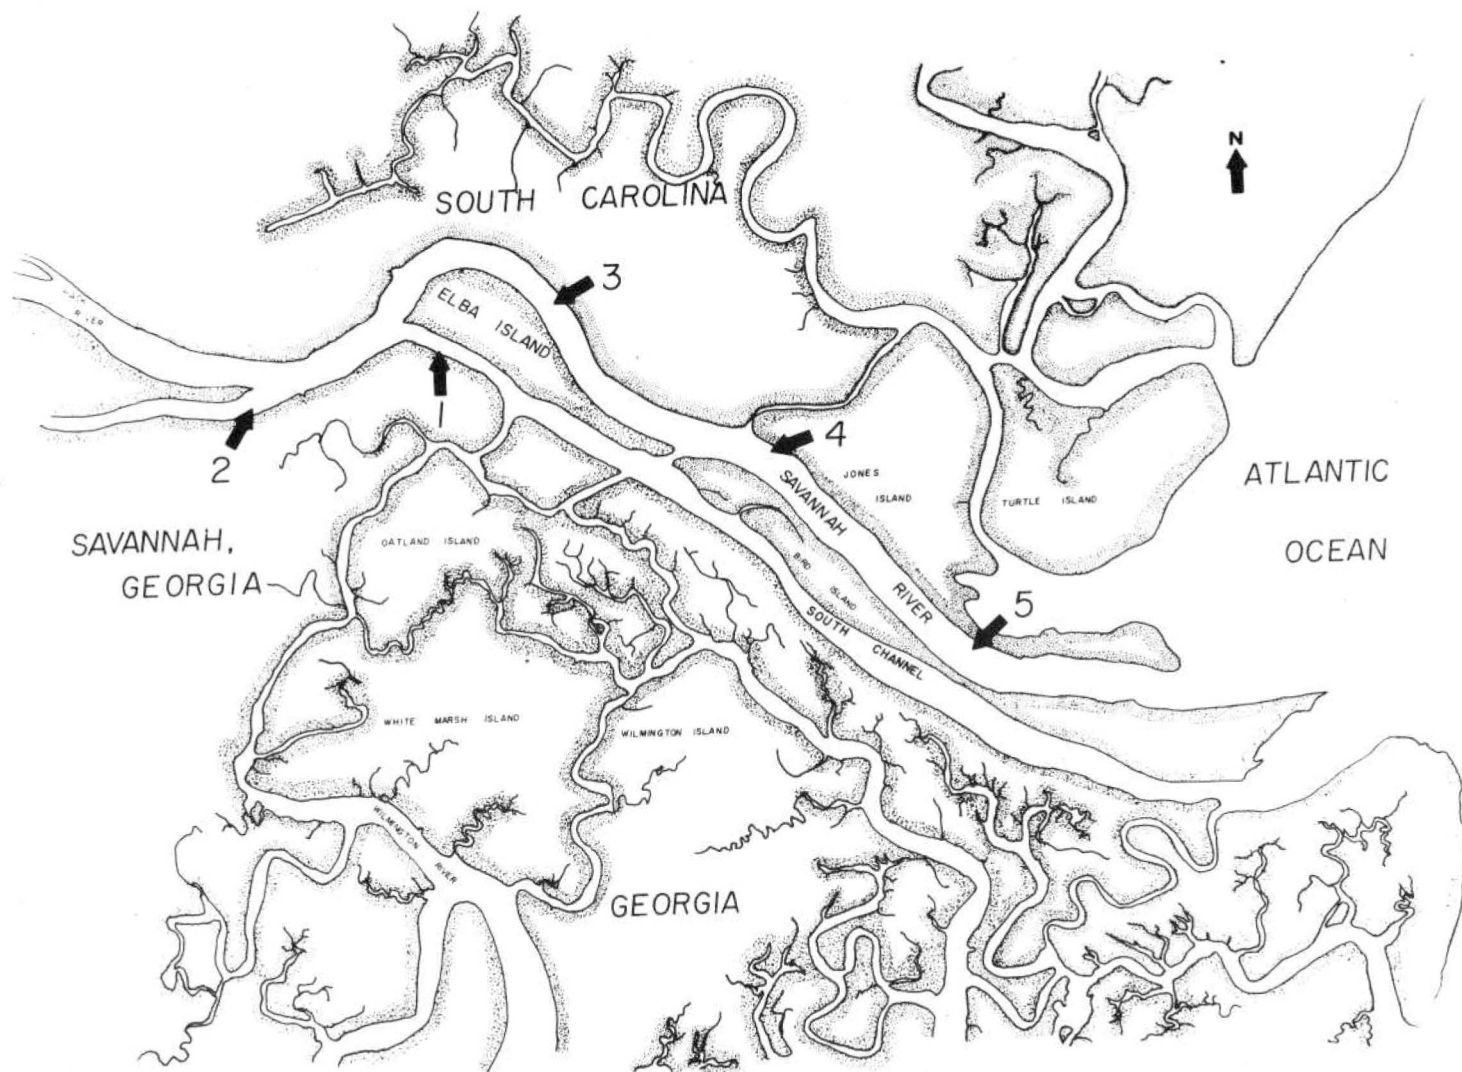 N
SOUTH CAROLINA
3
ELBA ISLAND
RIVER
1
2
4
SAVANNAH RIVER
JONES
ISLAND
TURTLE ISLAND
ATLANTIC
OCEAN
SAVANNAH,
GEORGIA
OATLAND ISLAND
BIRD
ISLAND
5
SOUTH CHANNEL
WHITE MARSH ISLAND
WILMINGTON ISLAND
WILMINGTON RIVER
GEORGIA